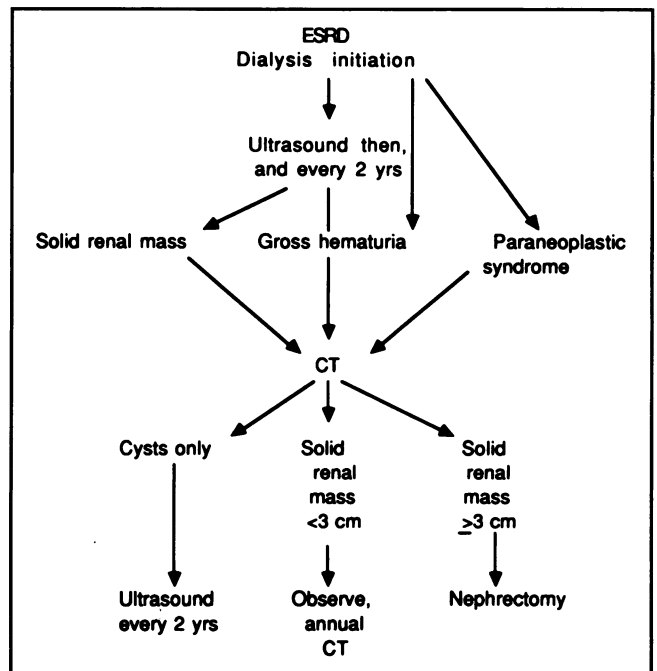 ESRD
Dialysis initiation
Ultrasound then,
and every 2 yrs
Solid renal mass
Gross hematuria
Paraneoplastic
syndrome
CT
Cysts only
Solid
renal
mass
<3 cm
Solid
renal
mass
≥3 cm
Ultrasound
every 2 yrs
Observe,
annual
CT
Nephrectomy